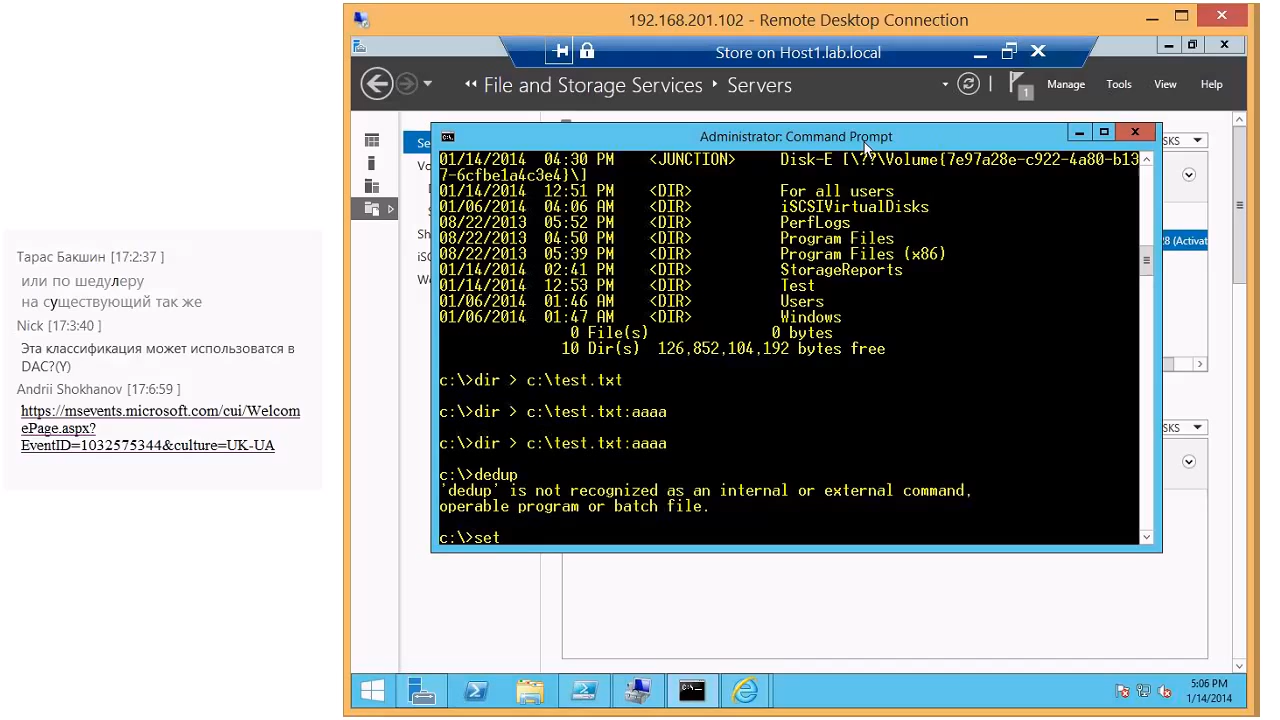 192.168.201.102 - Remote Desktop Connection
Store on Host1.lab.local
File and Storage Services
Servers
1
Manage
Tools
View
Help
Тарас Бакшин [17:2:37 ]
или по шедулеру
на существующий так же
Nick [17:3:40 ]
Эта классификация может использоватся в
DAC?(Y)
Andrii Shokhanov [17:6:59 ]
https://msevents.microsoft.com/cui/Welcom
ePage.aspx?
EventID=1032575344&culture=UK-UA
Administrator: Command Prompt
01/14/2014 04:30 PM <JUNCTION> Disk-E [\??\Volume{7e97a28e-c922-4a80-b13
7-6cfbe1a4c3e4}\]
01/14/2014 12:51 PM <DIR> For all users
01/06/2014 04:06 AM <DIR> iSCSIVirtualDisks
08/22/2013 05:52 PM <DIR> PerfLogs
08/22/2013 04:50 PM <DIR> Program Files
08/22/2013 05:39 PM <DIR> Program Files (x86)
01/14/2014 02:41 PM <DIR> StorageReports
01/14/2014 12:53 PM <DIR> Test
01/06/2014 01:46 AM <DIR> Users
01/06/2014 01:47 AM <DIR> Windows
0 File(s) 0 bytes
10 Dir(s) 126,852,104,192 bytes free
c:\>dir > c:\test.txt
c:\>dir > c:\test.txt:aaaa
c:\>dir > c:\test.txt:aaaa
c:\>dedup
'dedup' is not recognized as an internal or external command,
operable program or batch file.
c:\>set
Se
Vo
Sh
iSC
We
SKS
28 (Activat
SKS
5:06 PM
1/14/2014